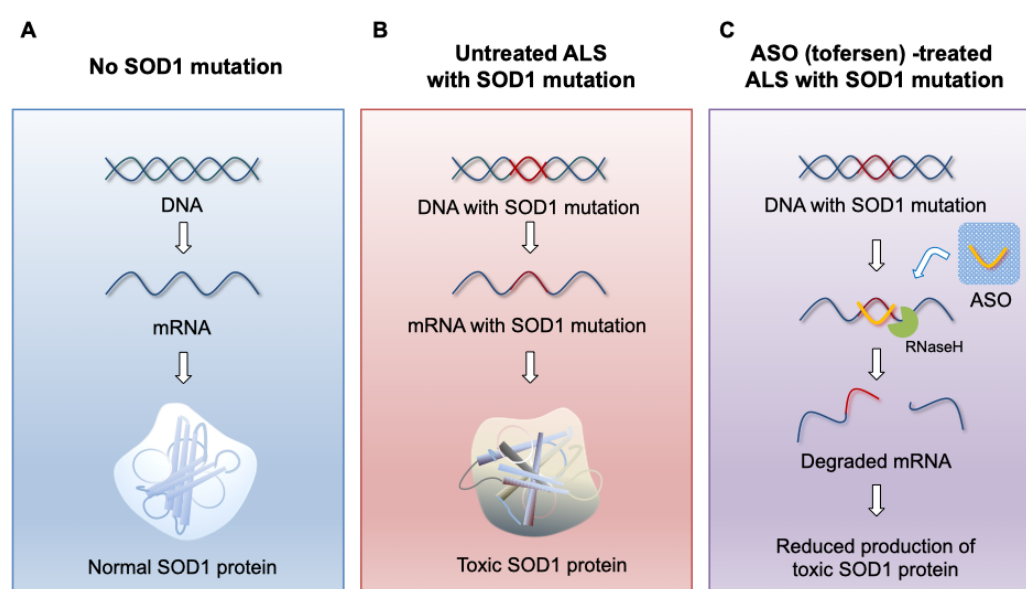 A
No SOD1 mutation
DNA
mRNA
Normal SOD1 protein
B
Untreated ALS
with SOD1 mutation
DNA with SOD1 mutation
mRNA with SOD1 mutation
Toxic SOD1 protein
C
ASO (tofersen) -treated
ALS with SOD1 mutation
DNA with SOD1 mutation
ASO
RNaseH
Degraded mRNA
Reduced production of
toxic SOD1 protein